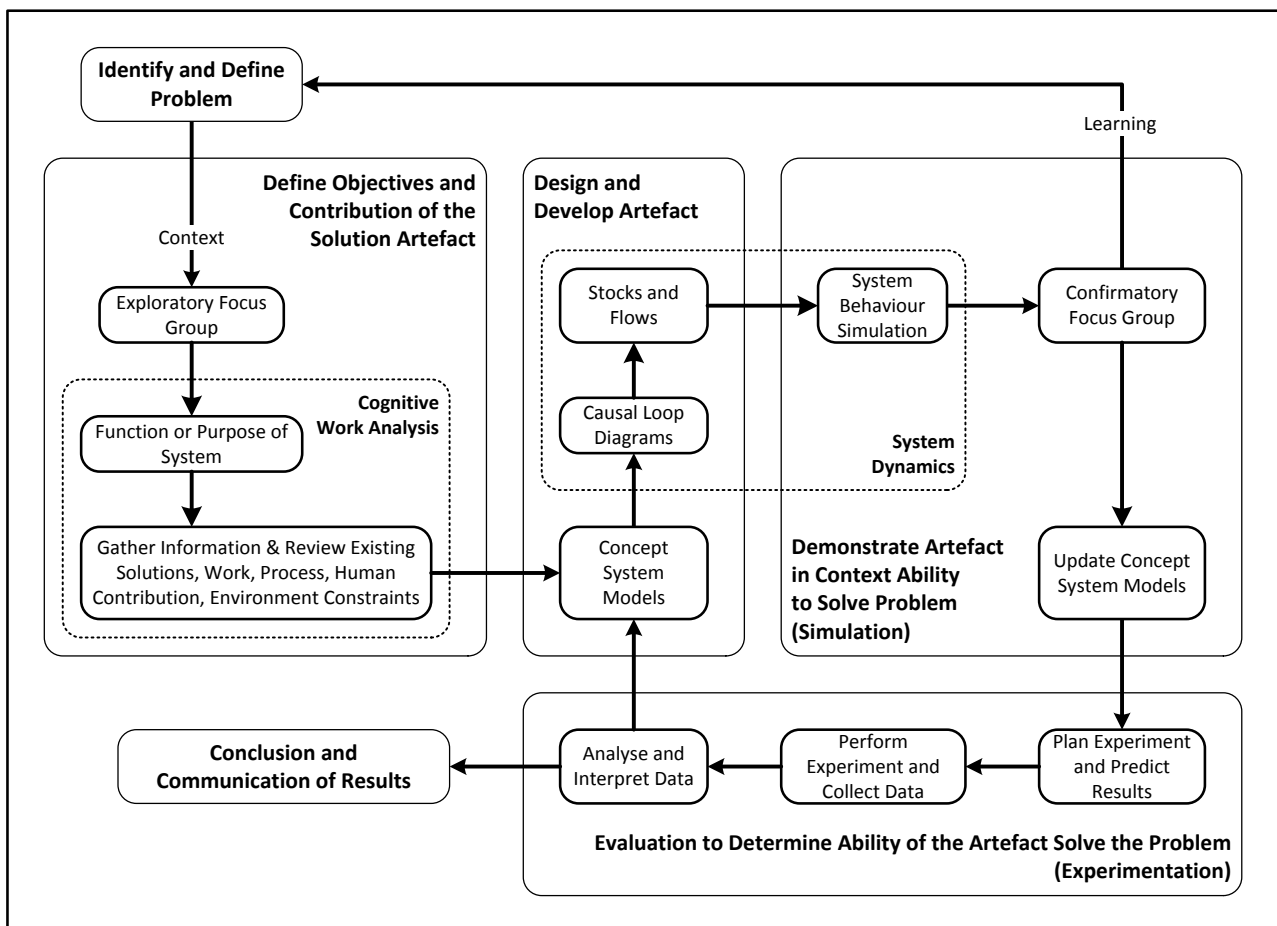 Identify and Define
Problem
Learning
Define Objectives and
Contribution of the
Solution Artefact
Context
Exploratory Focus
Group
Cognitive
Work Analysis
Function or Purpose of
System
Gather Information & Review Existing
Solutions, Work, Process, Human
Contribution, Environment Constraints
Design and
Develop Artefact
Stocks and
Flows
Causal Loop
Diagrams
System
Behaviour
Simulation
System
Dynamics
Concept
System
Models
Confirmatory
Focus Group
Demonstrate Artefact
in Context Ability
to Solve Problem
(Simulation)
Update Concept
System Models
Conclusion and
Communication of Results
Analyse and
Interpret Data
Perform
Experiment and
Collect Data
Plan Experiment
and Predict
Results
Evaluation to Determine Ability of the Artefact Solve the Problem
(Experimentation)